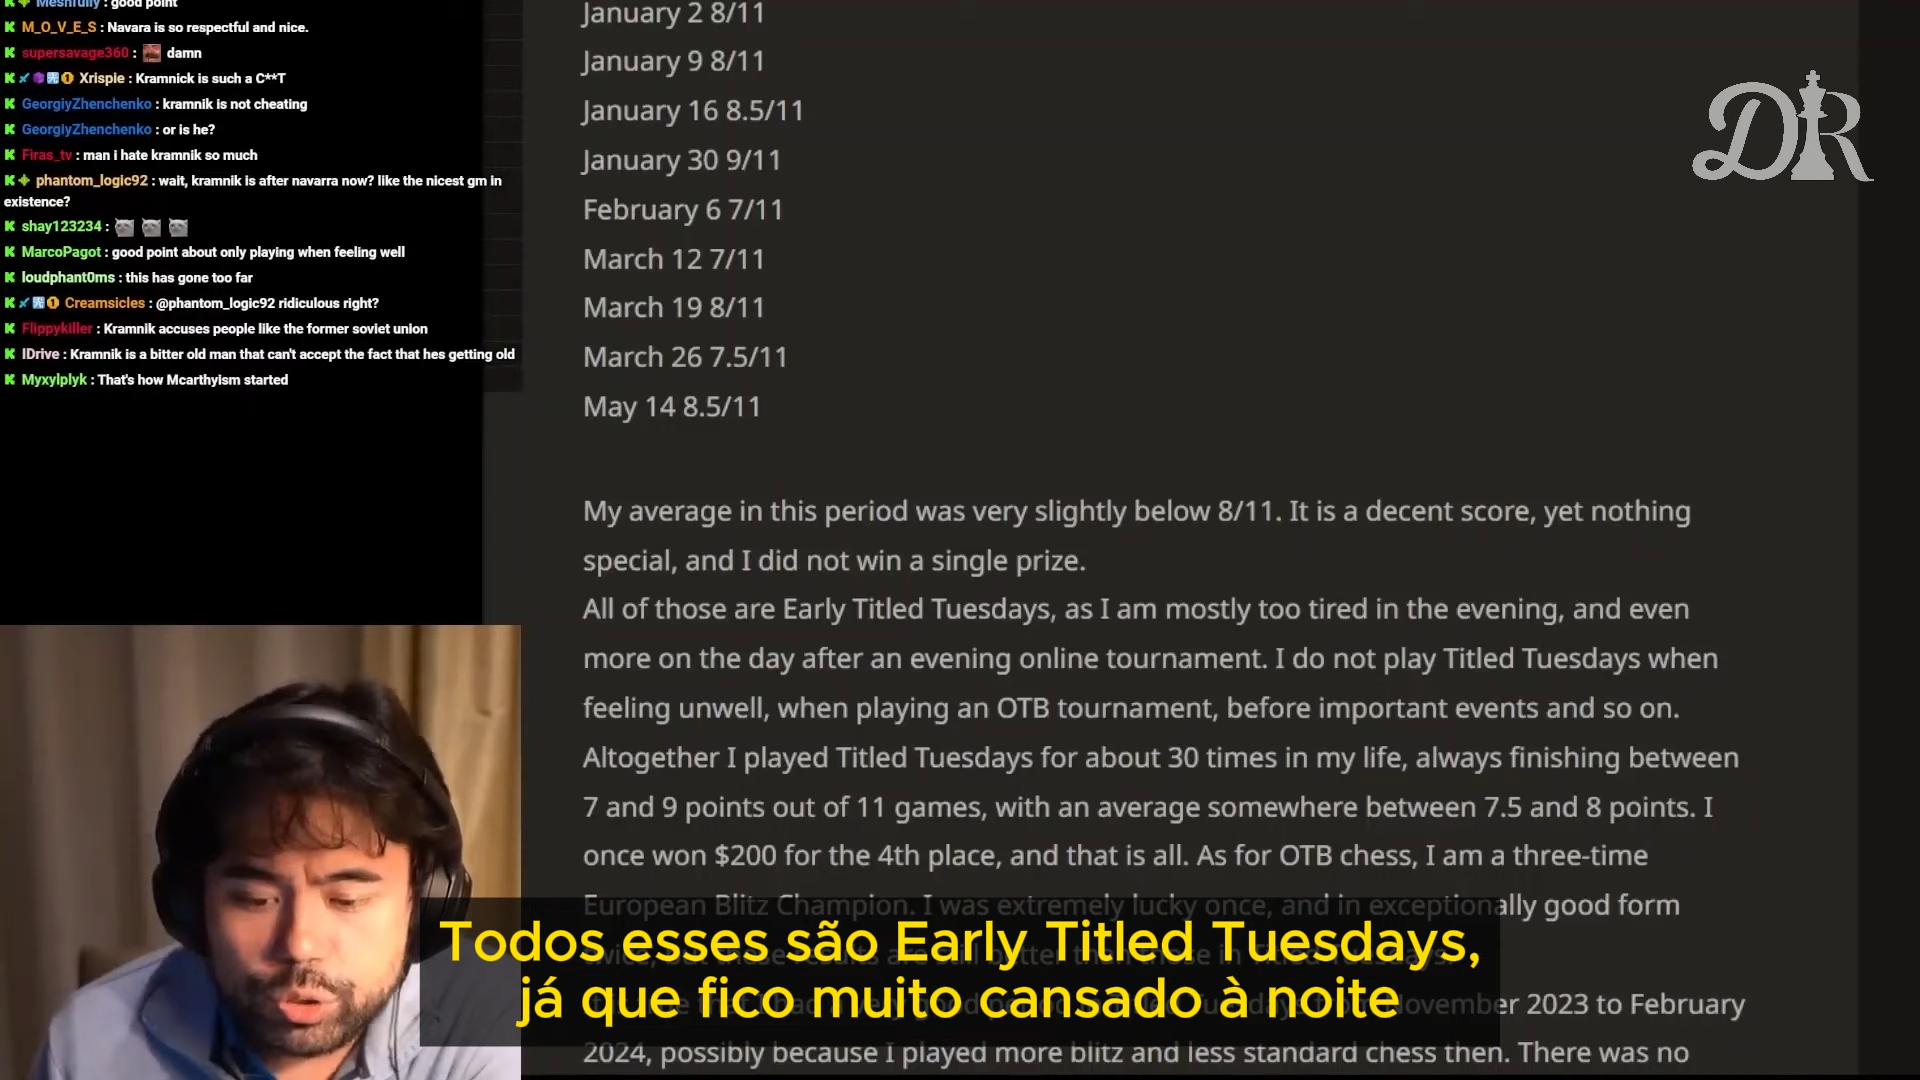 Meshfully : good point
M_O_V_E_S : Navara is so respectful and nice.
supersavage360 : damn
Xrispie : Kramnick is such a C**T
GeorgiyZhenchenko : kramnik is not cheating
GeorgiyZhenchenko : or is he?
Firas_tv : man i hate kramnik so much
phantom_logic92 : wait, kramnik is after navarra now? like the nicest gm in
existence?
shay123234 :
MarcoPagot : good point about only playing when feeling well
loudphant0ms : this has gone too far
Creamsicles : @phantom_logic92 ridiculous right?
Flippykiller : Kramnik accuses people like the former soviet union
IDrive : Kramnik is a bitter old man that can't accept the fact that hes getting old
Myxylplyk : That's how Mcarthyism started
January 2 8/11
January 9 8/11
January 16 8.5/11
January 30 9/11
February 6 7/11
March 12 7/11
March 19 8/11
March 26 7.5/11
May 14 8.5/11
My average in this period was very slightly below 8/11. It is a decent score, yet nothing
special, and I did not win a single prize.
All of those are Early Titled Tuesdays, as I am mostly too tired in the evening, and even
more on the day after an evening online tournament. I do not play Titled Tuesdays when
feeling unwell, when playing an OTB tournament, before important events and so on.
Altogether I played Titled Tuesdays for about 30 times in my life, always finishing between
7 and 9 points out of 11 games, with an average somewhere between 7.5 and 8 points. I
once won $200 for the 4th place, and that is all. As for OTB chess, I am a three-time
European Blitz Champion. I was extremely lucky once, and in exceptionally good form
November 2023 to February
2024, possibly because I played more blitz and less standard chess then. There was no
Todos esses são Early Titled Tuesdays,
já que fico muito cansado à noite
DR